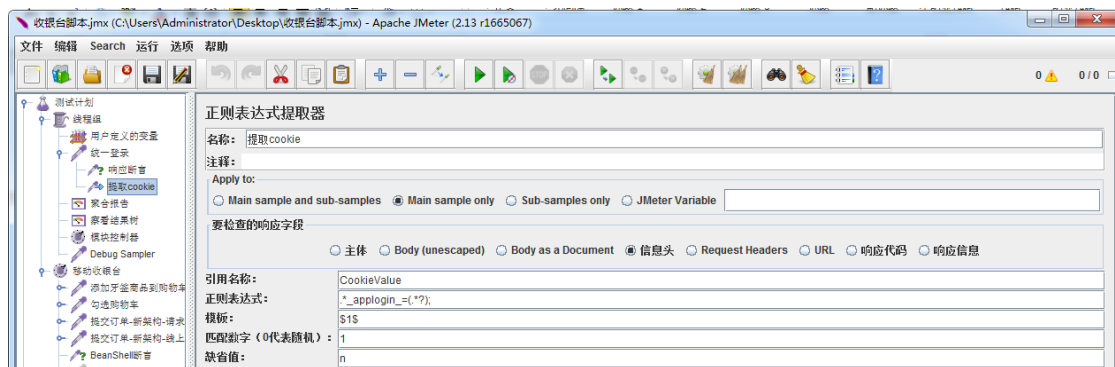 收银台脚本.jmx (C:\Users\Administrator\Desktop\收银台脚本.jmx) - Apache JMeter (2.13 r1665067)
文件 编辑 Search 运行 选项 帮助
0 0 / 0
测试计划
线程组
用户定义的变量
统一登录
响应断言
提取cookie
聚合报告
察看结果树
模块控制器
Debug Sampler
移动收银台
添加牙签商品到购物车
勾选购物车
提交订单-新架构-请求
提交订单-新架构-线上
BeanShell断言
正则表达式提取器
名称: 提取cookie
注释:
Apply to:
Main sample and sub-samples Main sample only Sub-samples only JMeter Variable
要检查的响应字段
主体 Body (unescaped) Body as a Document 信息头 Request Headers URL 响应代码 响应信息
引用名称: CookieValue
正则表达式: .*_applogin_=(.*?);
模板: $1$
匹配数字(0代表随机): 1
缺省值: n